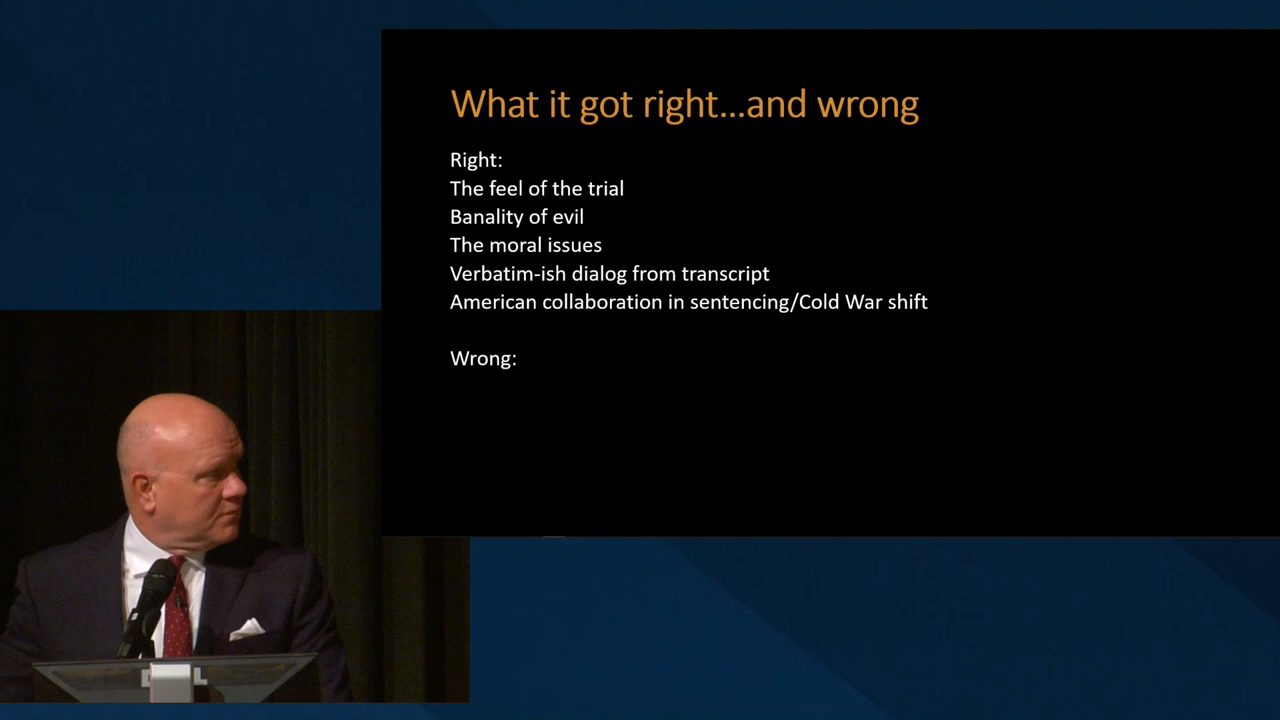 What it got right...and wrong
Right:
The feel of the trial
Banality of evil
The moral issues
Verbatim-ish dialog from transcript
American collaboration in sentencing/Cold War shift
Wrong: